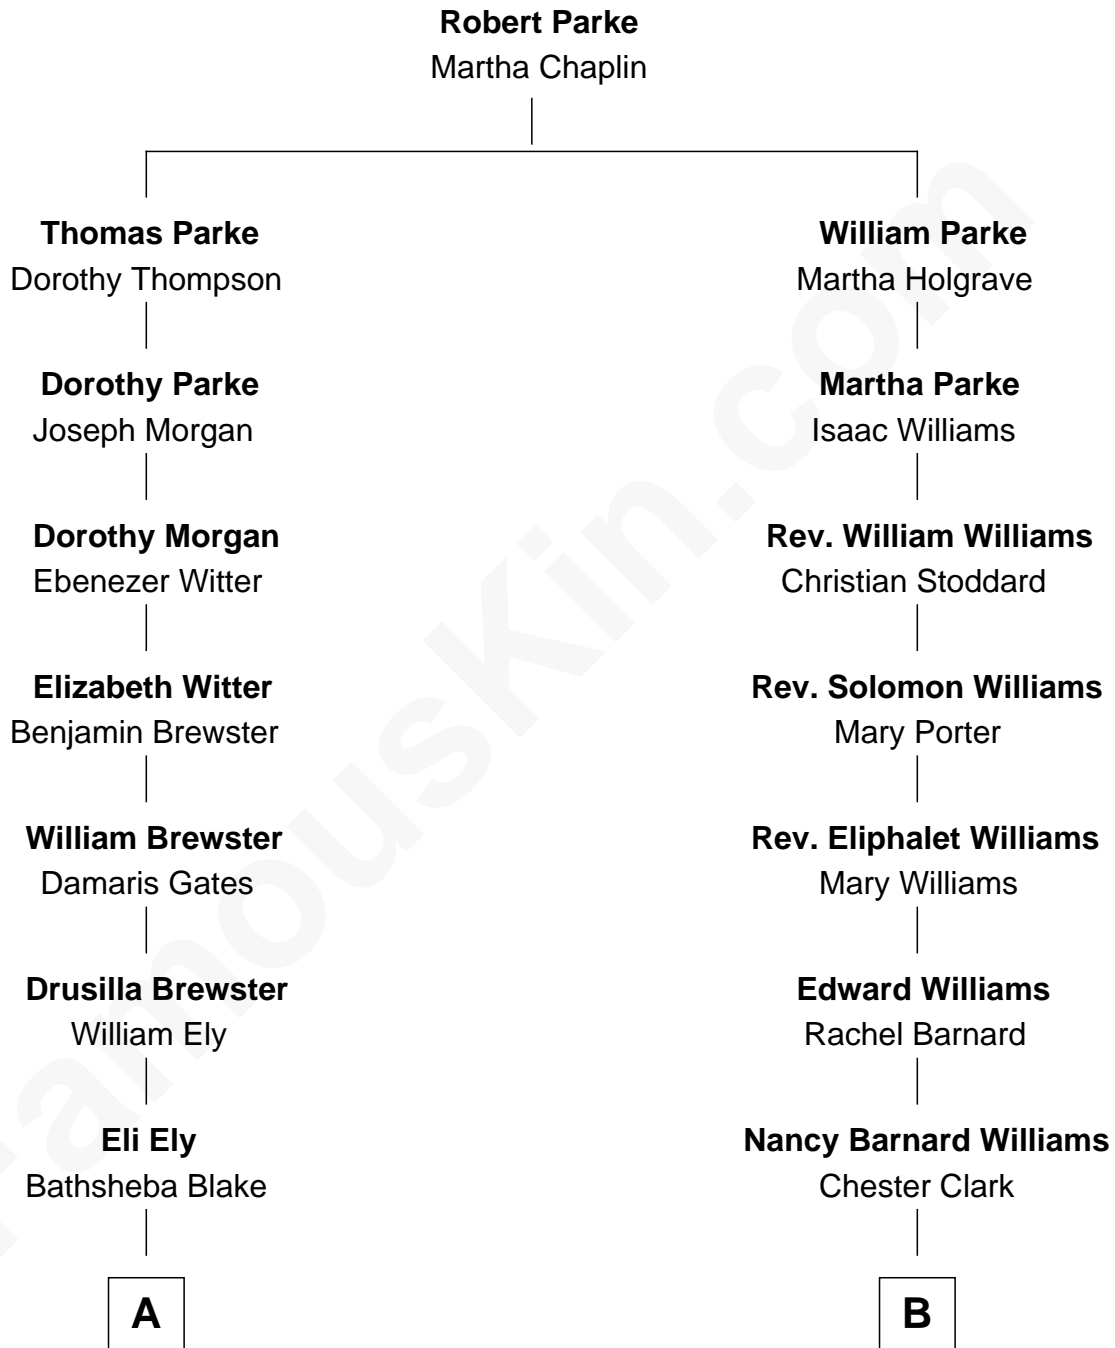 Robert Parke
Martha Chaplin
Thomas Parke
Dorothy Thompson
William Parke
Martha Holgrave
Dorothy Parke
Joseph Morgan
Martha Parke
Isaac Williams
Dorothy Morgan
Ebenezer Witter
Rev. William Williams
Christian Stoddard
Elizabeth Witter
Benjamin Brewster
Rev. Solomon Williams
Mary Porter
William Brewster
Damaris Gates
Rev. Eliphalet Williams
Mary Williams
Drusilla Brewster
William Ely
Edward Williams
Rachel Barnard
Eli Ely
Bathsheba Blake
Nancy Barnard Williams
Chester Clark
A
B
FamousKin.com